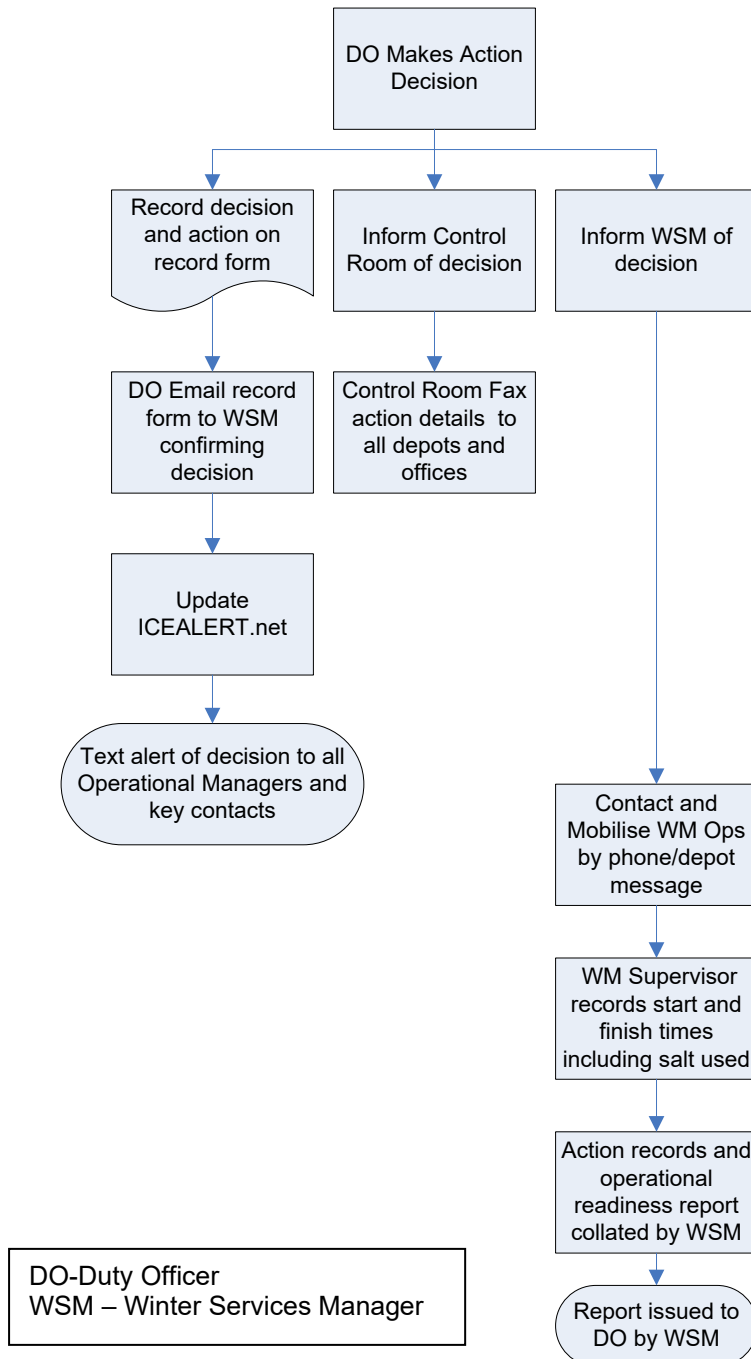 DO Makes Action
Decision
Record decision
and action on
record form
Inform Control
Room of decision
Inform WSM of
decision
DO Email record
form to WSM
confirming
decision
Control Room Fax
action details to
all depots and
offices
Update
ICEALERT.net
Text alert of decision to all
Operational Managers and
key contacts
Contact and
Mobilise WM Ops
by phone/depot
message
WM Supervisor
records start and
finish times
including salt used
Action records and
operational
readiness report
collated by WSM
Report issued to
DO by WSM
DO-Duty Officer
WSM – Winter Services Manager